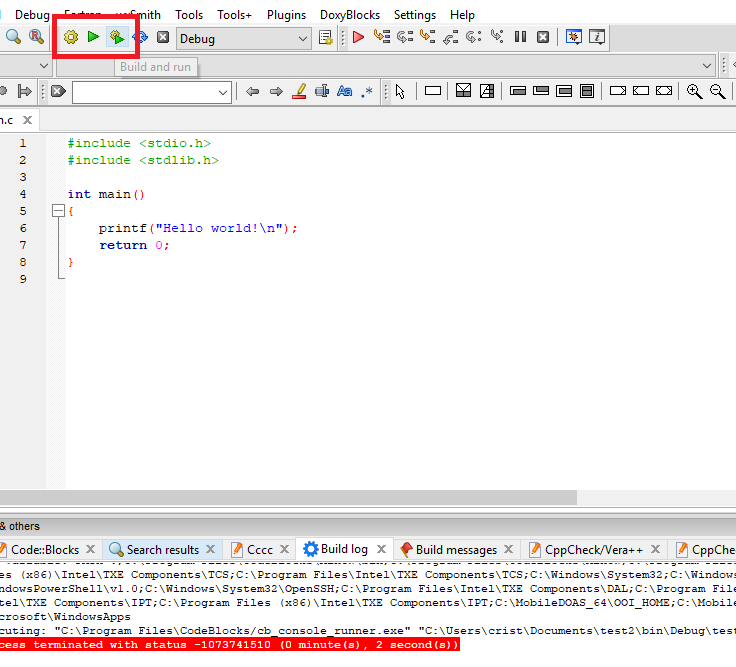 Debug Fortran wxSmith Tools Tools+ Plugins DoxyBlocks Settings Help
Debug
Build and run
Aa .*
n.c
1 #include <stdio.h>
2 #include <stdlib.h>
3
4 int main()
5 {
6 printf("Hello world!\n");
7 return 0;
8 }
9
& others
Code::Blocks Search results Cccc Build log Build messages CppCheck/Vera++ CppChe
es (x86)\Intel\TXE Components\TCS;C:\Program Files\Intel\TXE Components\TCS;C:\Windows\System32;C:\Windows
ndowsPowerShell\v1.0;C:\Windows\System32\OpenSSH;C:\Program Files\Intel\TXE Components\DAL;C:\Program File
ntel\TXE Components\IPT;C:\Program Files (x86)\Intel\TXE Components\IPT;C:\MobileDOAS_64\OOI_HOME;C:\Mobile
crosoft\WindowsApps
cuting: "C:\Program Files\CodeBlocks/cb_console_runner.exe" "C:\Users\crist\Documents\test2\bin\Debug\test
cess terminated with status -1073741510 (0 minute(s), 2 second(s))